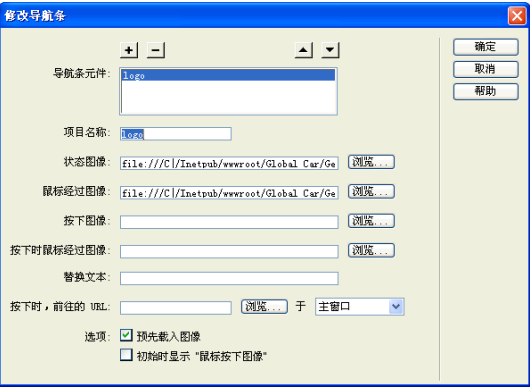 修改导航条
确定
导航条元件:
logo
取消
帮助
项目名称:
logo
状态图像:
file:///C|/Inetpub/wwwroot/Global Car/Ge
浏览...
鼠标经过图像:
file:///C|/Inetpub/wwwroot/Global Car/Ge
浏览...
按下图像:
浏览...
按下时鼠标经过图像:
浏览...
替换文本:
按下时，前往的 URL:
浏览... 于 主窗口
选项: 预先载入图像
初始时显示 "鼠标按下图像"